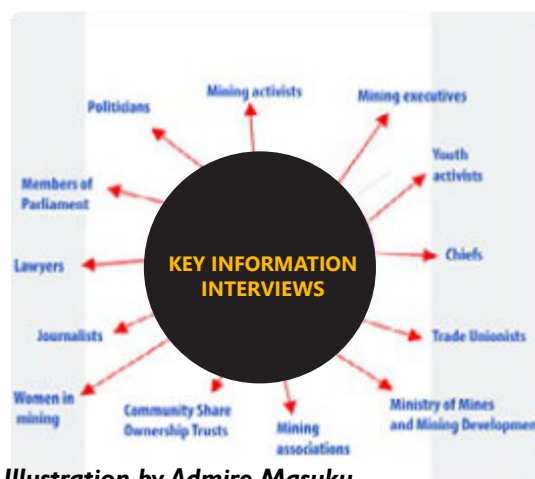 Mining activists
Politicians
Mining executives
Youth
activists
Members of
Parliament
Chiefs
KEY INFORMATION
INTERVIEWS
Lawyers
Journalists
Trade Unionists
Women in
mining
Community Share
Ownership Trusts
Mining
associations
Ministry of Mines
and Mining Development
Illustration by Admire Masuku